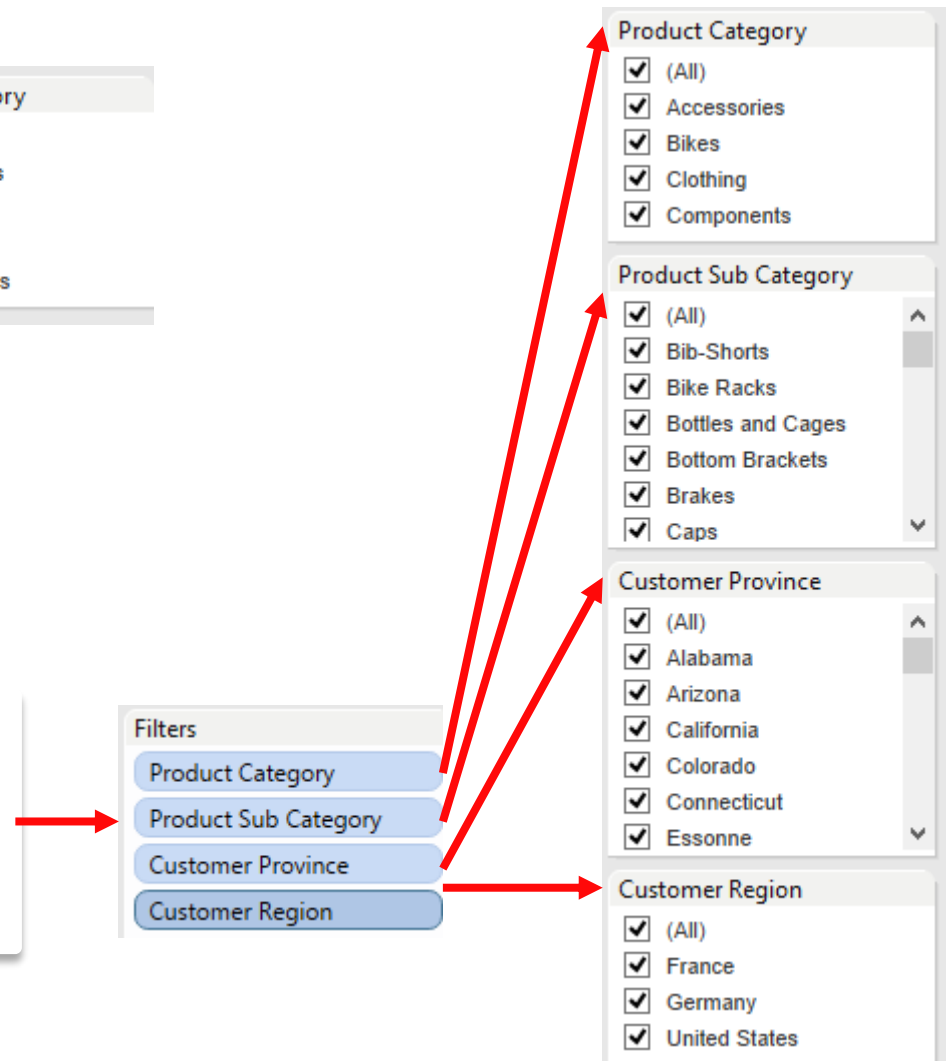 Filters
Product Category
Product Sub Category
Customer Province
Customer Region
Product Category
(All)
Accessories
Bikes
Clothing
Components
Product Sub Category
(All)
Bib-Shorts
Bike Racks
Bottles and Cages
Bottom Brackets
Brakes
Caps
Customer Province
(All)
Alabama
Arizona
California
Colorado
Connecticut
Essonne
Customer Region
(All)
France
Germany
United States